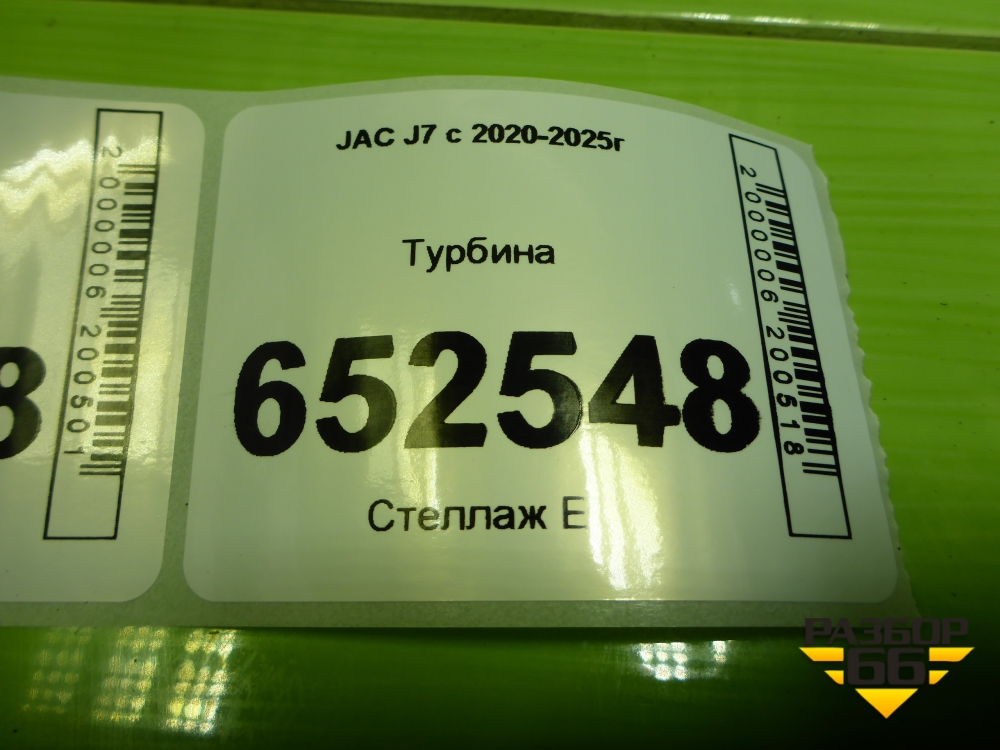 8
2000006200501
JAC J7 с 2020-2025г
Турбина
652548
Стеллаж Е
2000006200518
РАЗБОР
66